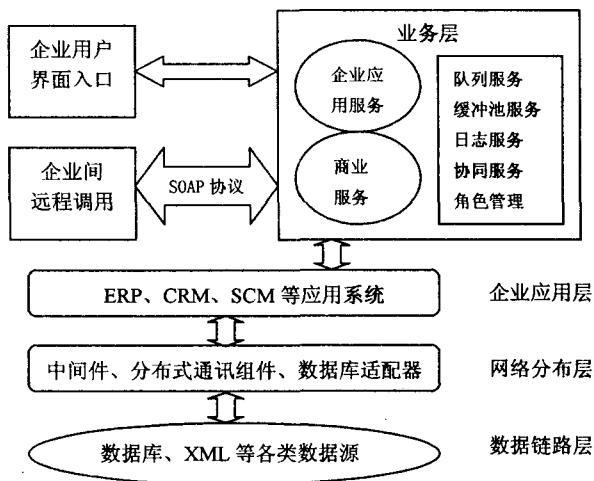 企业用户
界面入口
企业间
远程调用
SOAP 协议
业务层
企业应
用服务
商业
服务
队列服务
缓冲池服务
日志服务
协同服务
角色管理
ERP、CRM、SCM 等应用系统
企业应用层
中间件、分布式通讯组件、数据库适配器
网络分布层
数据库、XML 等各类数据源
数据链路层